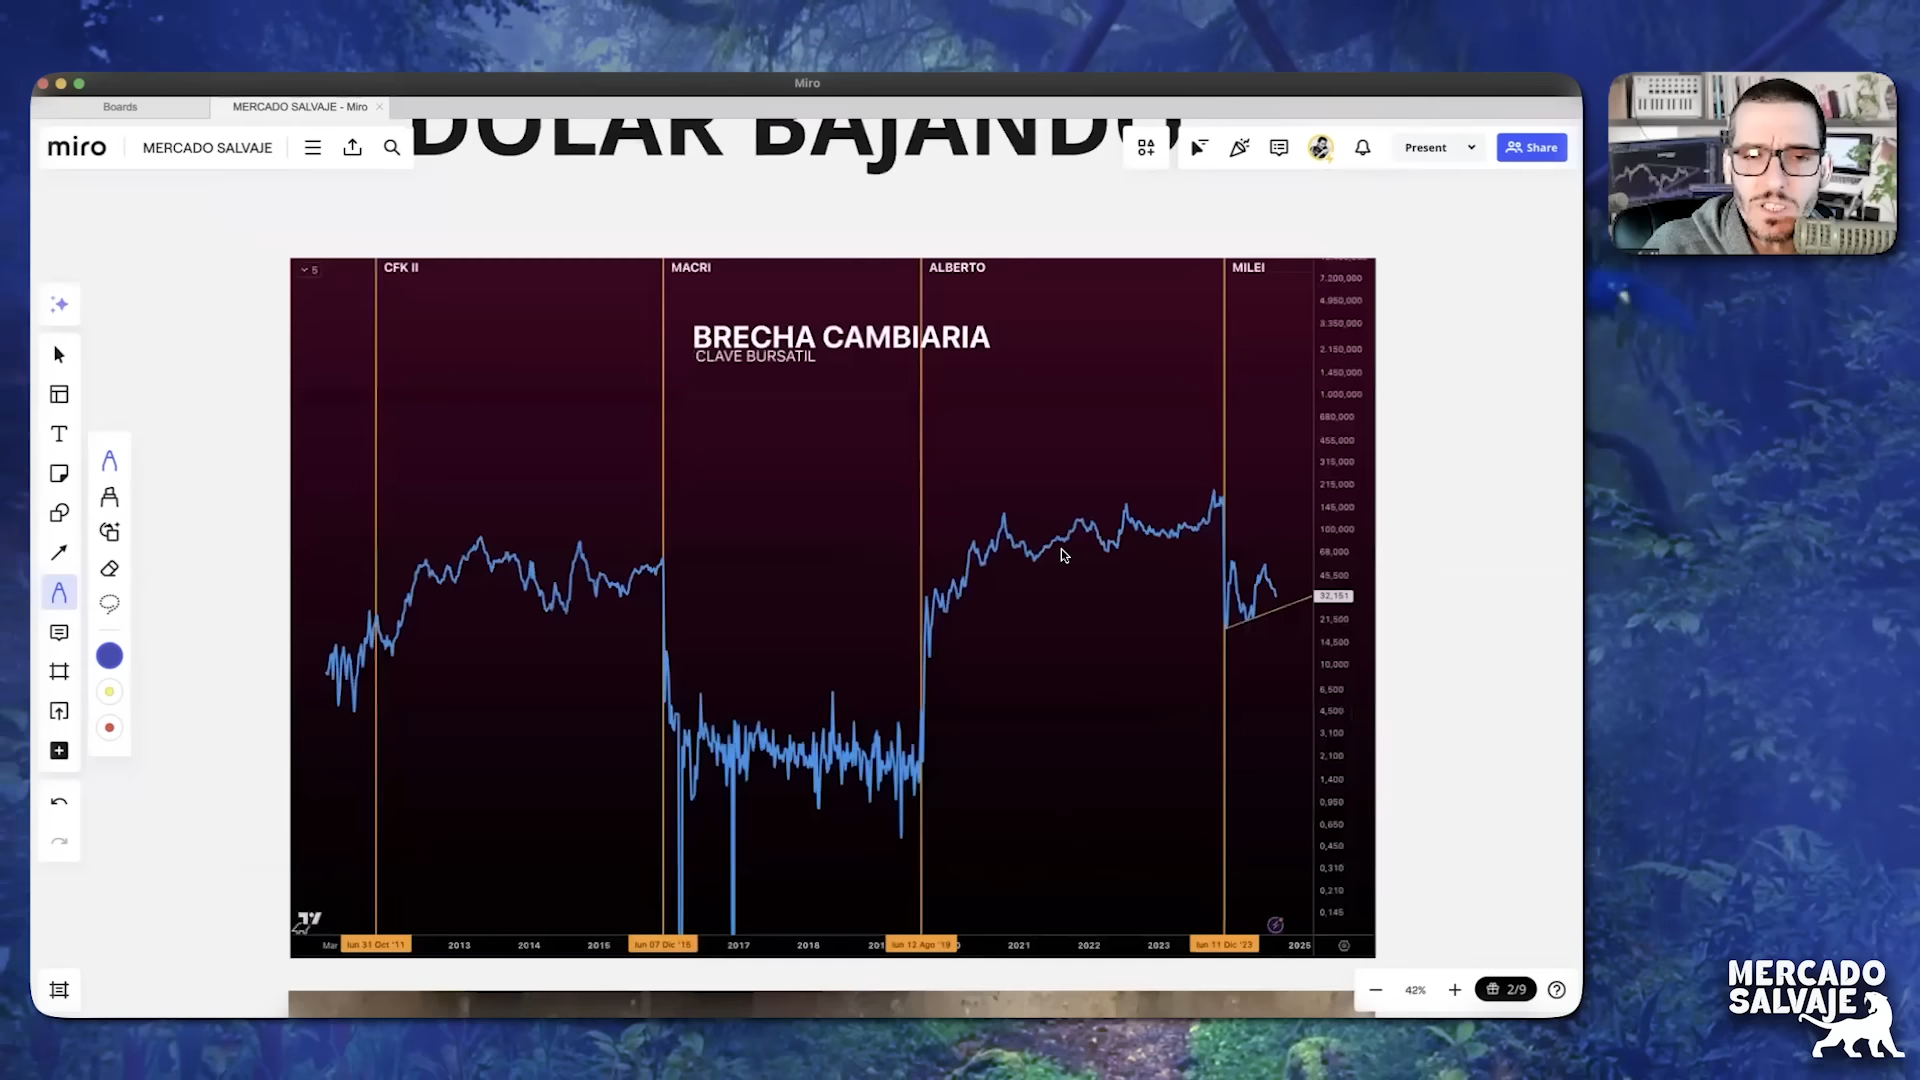 Miro
Boards
MERCADO SALVAJE - Miro
DÓLAR BAJANDO
miro
MERCADO SALVAJE
Present
Share
5
CFK II
MACRI
ALBERTO
MILEI
BRECHA CAMBIARIA
CLAVE BURSATIL
7.200,000
4.950,000
3.350,000
2.150,000
1.450,000
1.000,000
680,000
455,000
315,000
215,000
145,000
100,000
68,000
45,500
32,151
21,500
14,500
10,000
6,500
4,500
3,100
2,100
1,400
0,950
0,650
0,450
0,310
0,210
0,145
Mar
lun 31 Oct '11
2013
2014
2015
lun 07 Dic '15
2017
2018
201
lun 12 Ago '19
2021
2022
2023
lun 11 Dic '23
2025
42%
2/9
MERCADO
SALVAJE